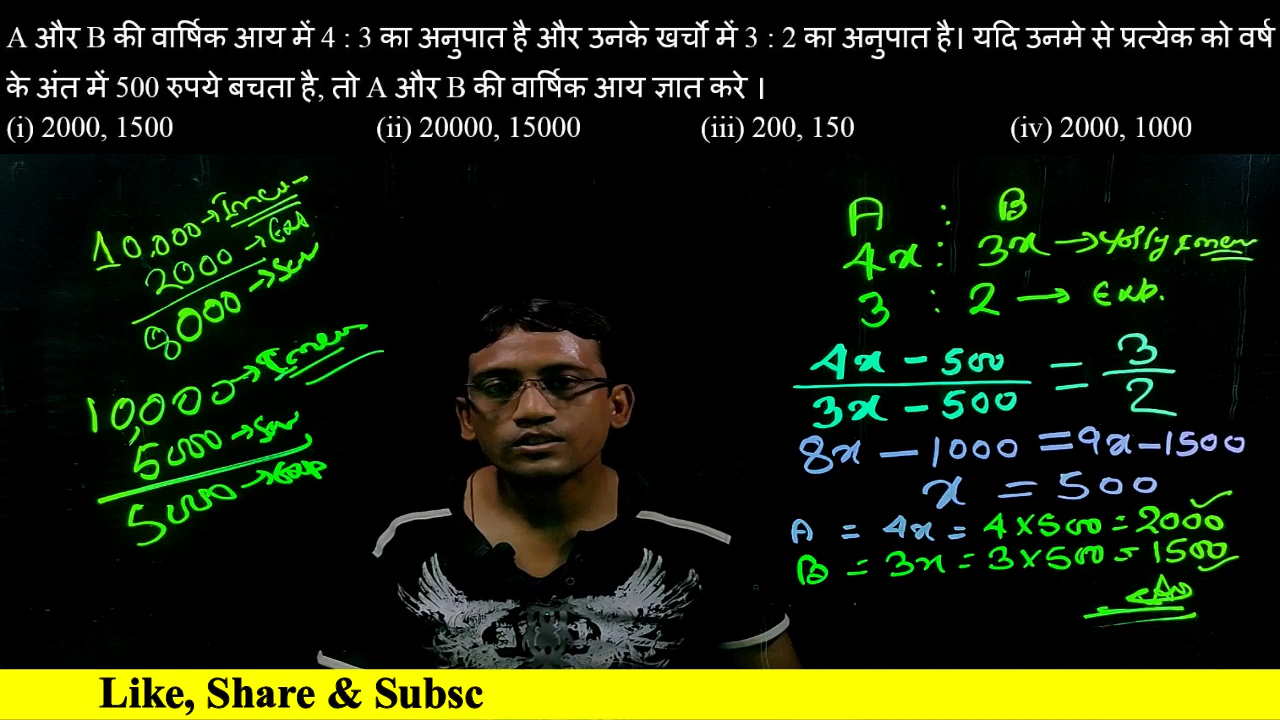 A और B की वार्षिक आय में 4 : 3 का अनुपात है और उनके खर्चो में 3 : 2 का अनुपात है। यदि उनमे से प्रत्येक को वर्ष
के अंत में 500 रुपये बचता है, तो A और B की वार्षिक आय ज्ञात करे ।
(i) 2000, 1500 (ii) 20000, 15000 (iii) 200, 150 (iv) 2000, 1000
10,000 →
2000 → Exp
8000 →
10,000 →
5000 →
5000 → Exp
A : B
4x : 3x →
3 : 2 → Exp.
4x - 500 / 3x - 500 = 3 / 2
8x - 1000 = 9x - 1500
x = 500
A = 4x = 4 × 500 = 2000
B = 3x = 3 × 500 = 1500
Like, Share & Subsc